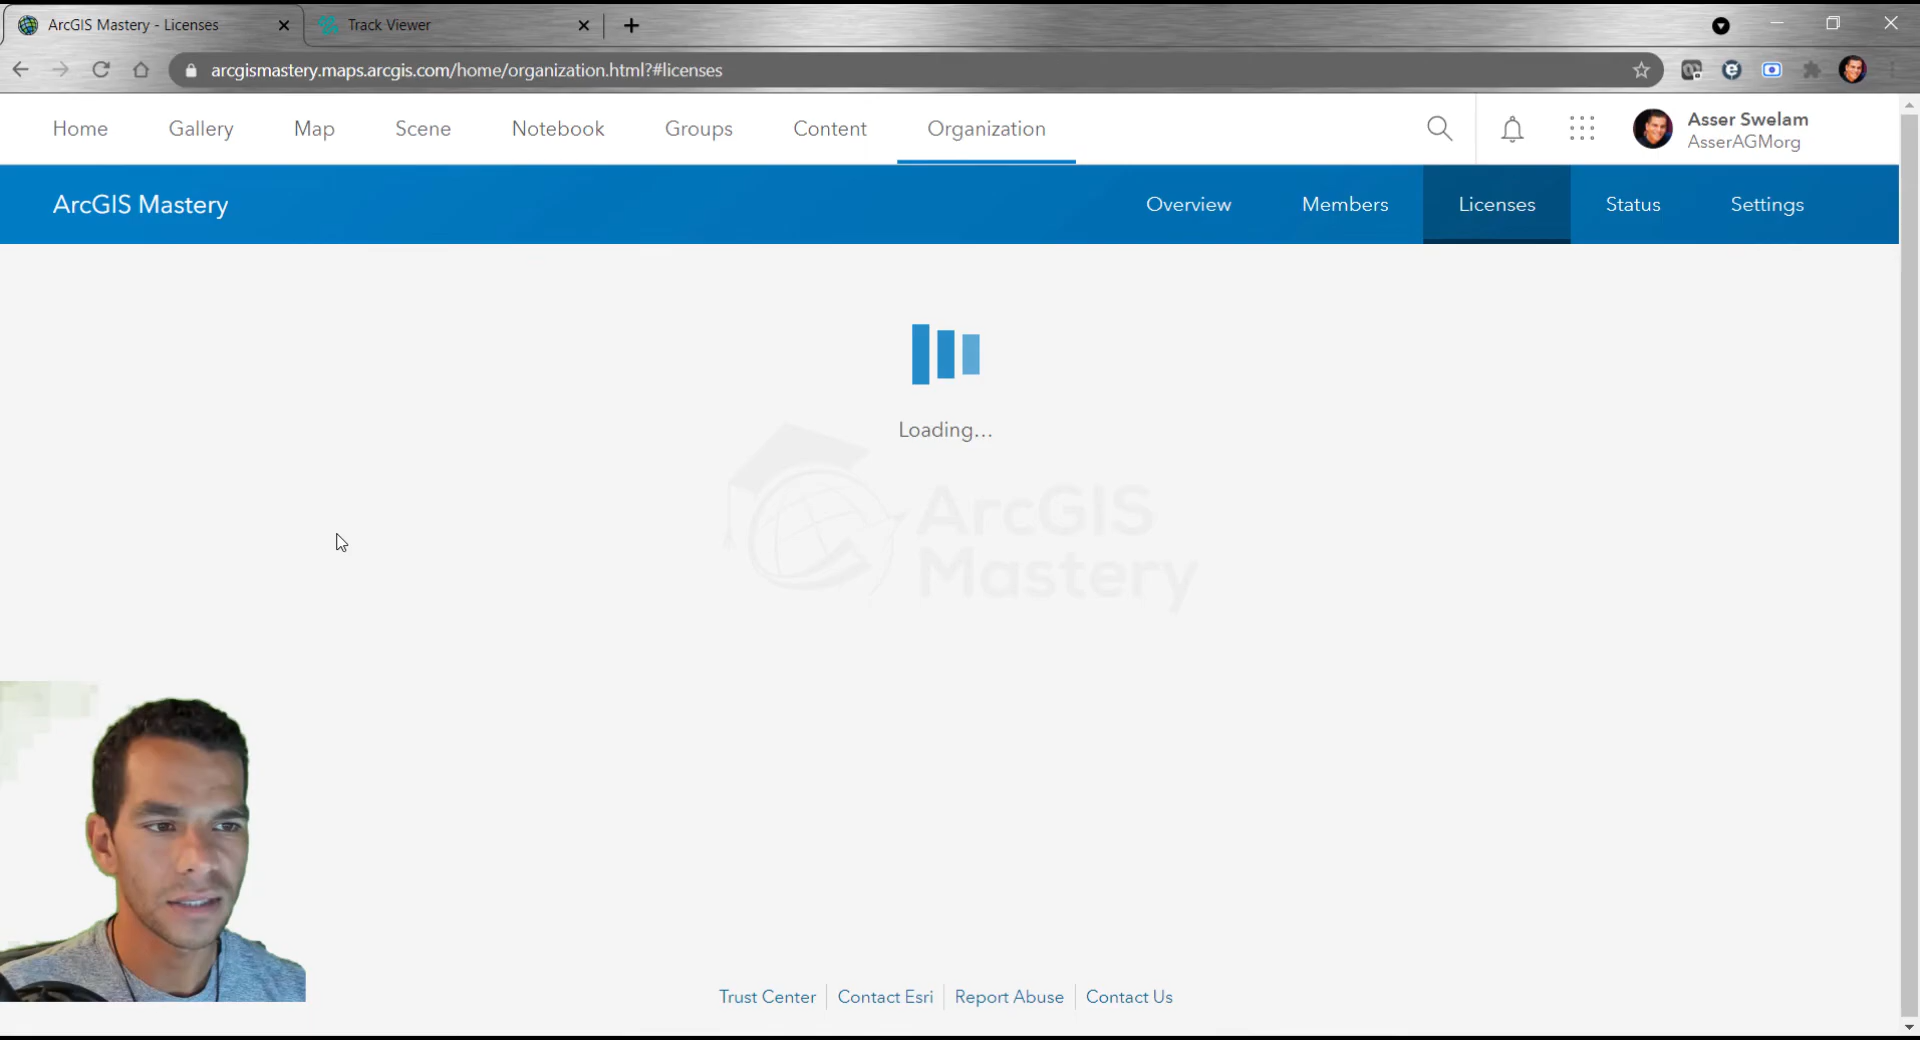 ArcGIS Mastery - Licenses
Track Viewer
arcgismastery.maps.arcgis.com/home/organization.html?#licenses
Home
Gallery
Map
Scene
Notebook
Groups
Content
Organization
Asser Swelam
AsserAGMorg
ArcGIS Mastery
Overview
Members
Licenses
Status
Settings
Loading...
ArcGIS
Mastery
Trust Center
Contact Esri
Report Abuse
Contact Us